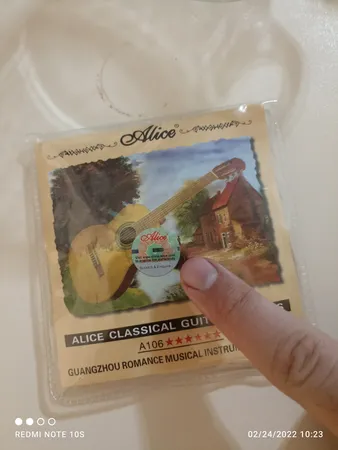 Alice®
Alice
ALICE CLASSICAL GUIT
A106 ★★★★★
GUANGZHOU ROMANCE MUSICAL INSTRU
REDMI NOTE 10S
02/24/2022 10:23